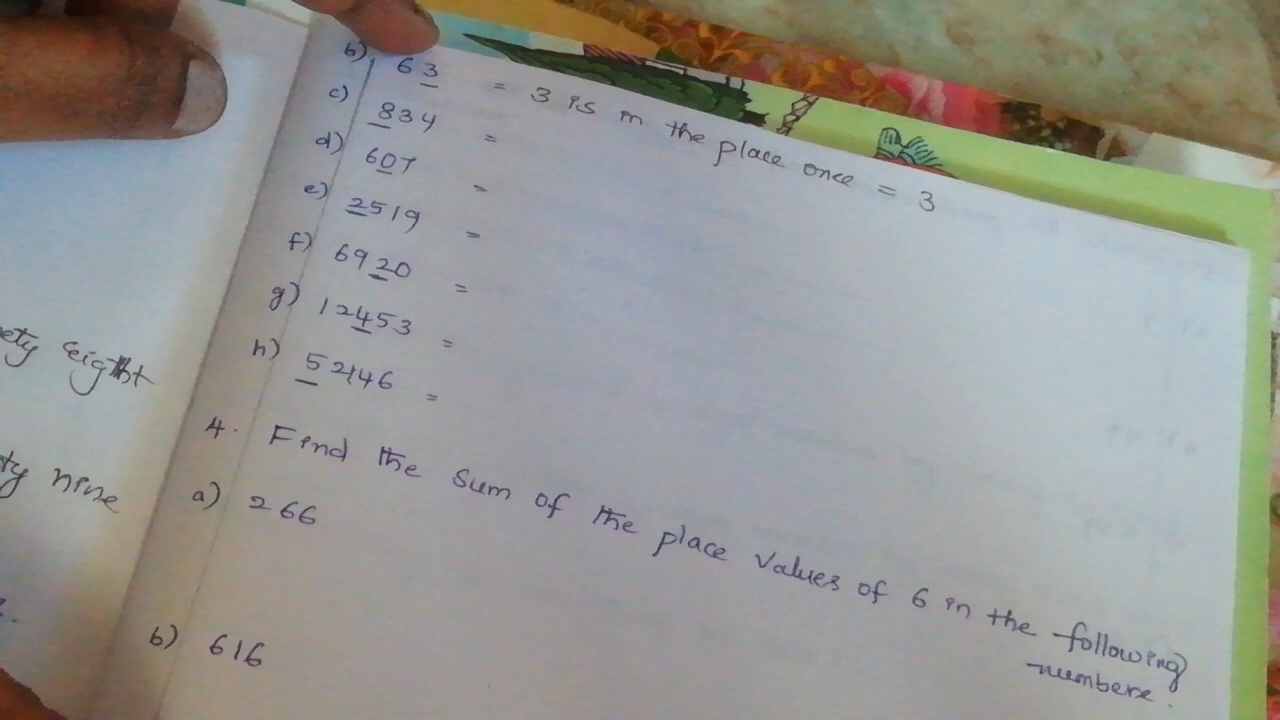 b) 63 = 3 is in the place once = 3
c) 834 =
d) 607 =
e) 2519 =
f) 6920 =
g) 12453 =
h) 52146 =
4. Find the Sum of the place values of 6 in the following
numbers.
a) 266
b) 616
eighht
nine